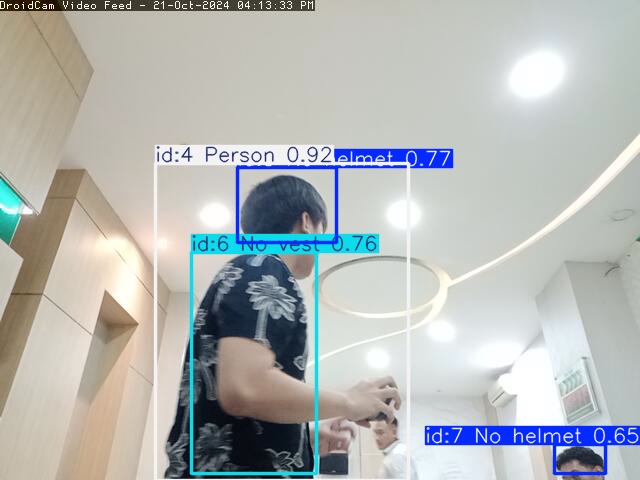 DroidCam Video Feed - 21-Oct-2024 04:13:33 PM
id:4 Person 0.92
helmet 0.77
id:6 No vest 0.76
id:7 No helmet 0.65